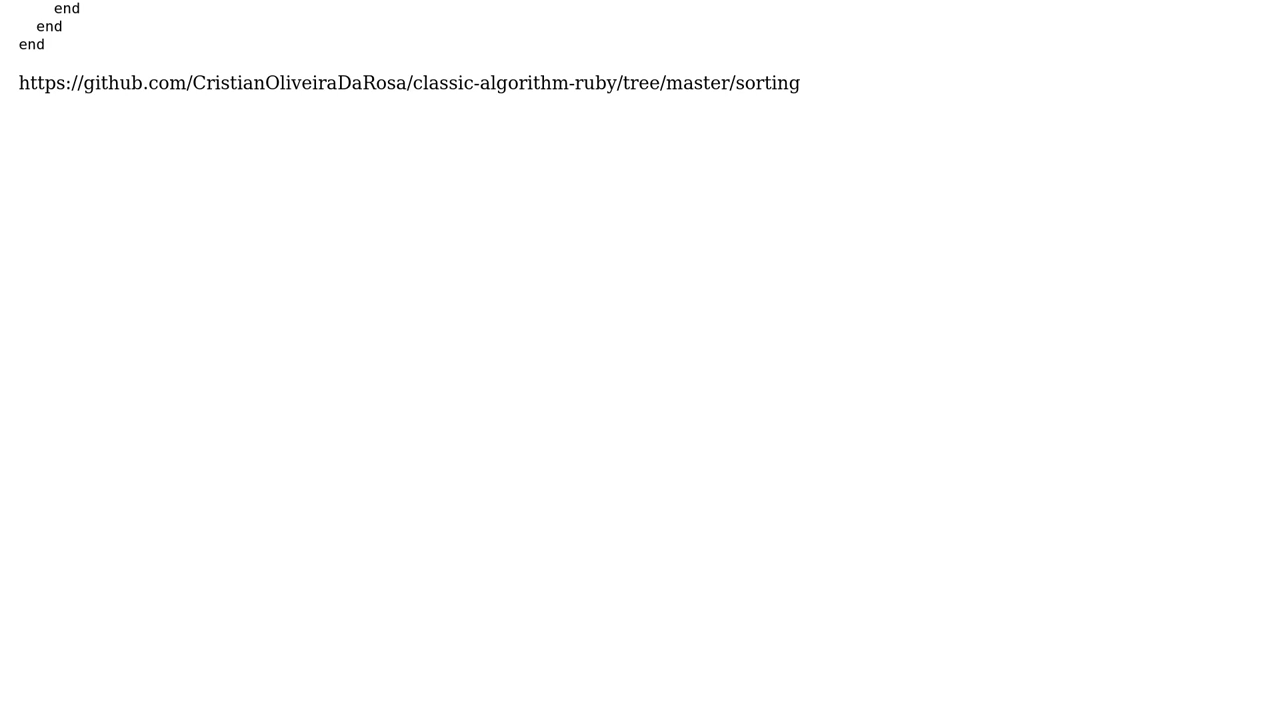 end
  end
end
https://github.com/CristianOliveiraDaRosa/classic-algorithm-ruby/tree/master/sorting